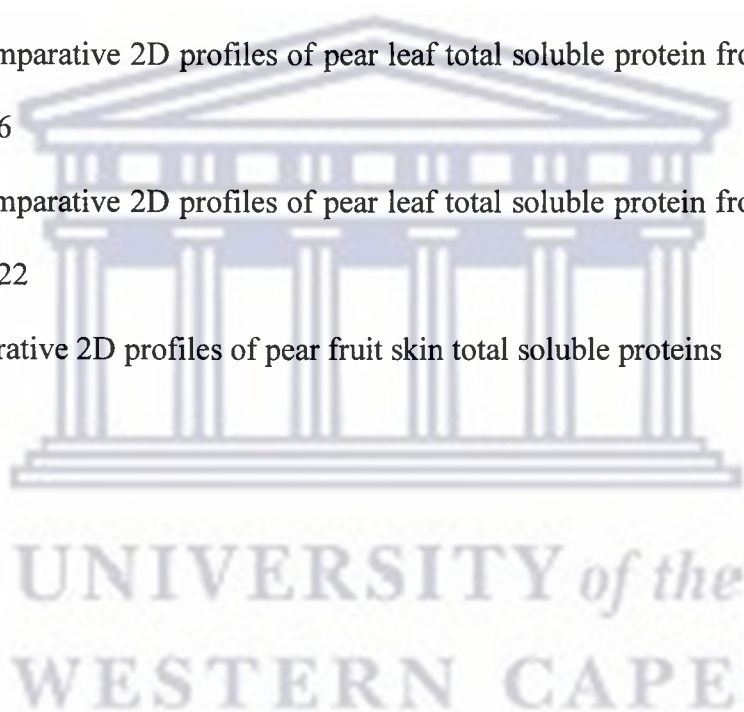 mparative 2D profiles of pear leaf total soluble protein fro
6
mparative 2D profiles of pear leaf total soluble protein fro
22
rative 2D profiles of pear fruit skin total soluble proteins
UNIVERSITY of the
WESTERN CAPE